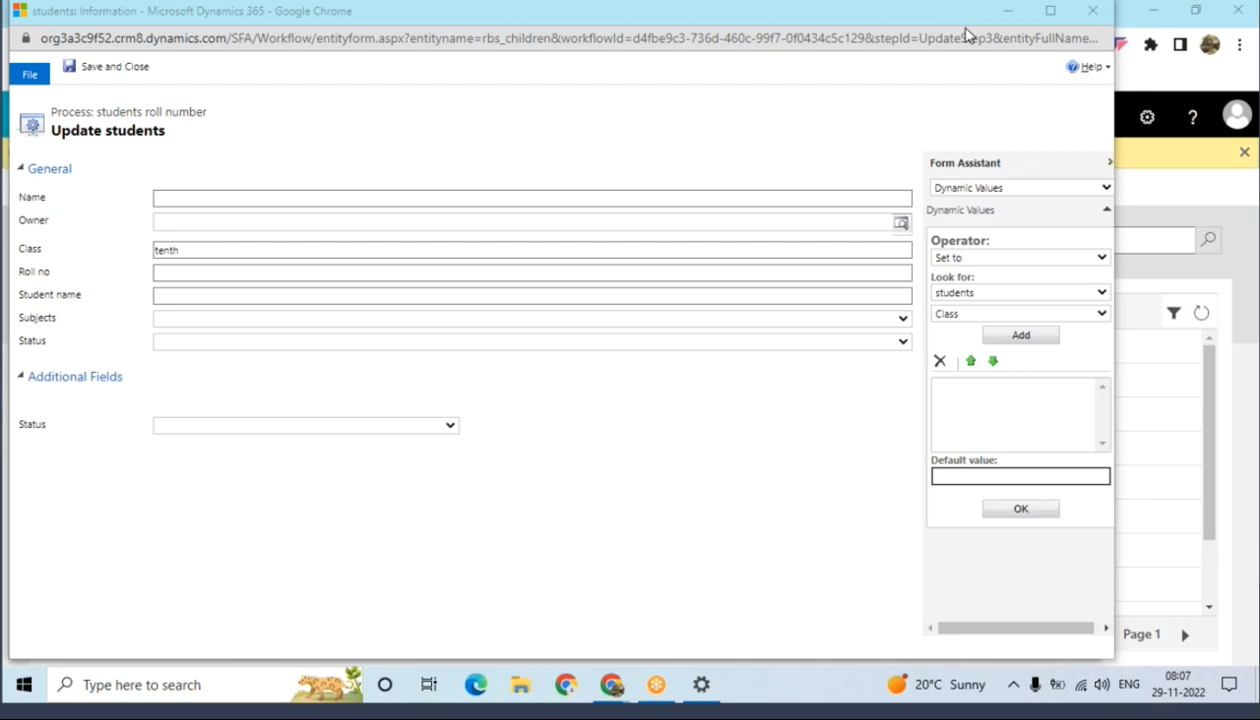 students: Information - Microsoft Dynamics 365 - Google Chrome
org3a3c9f52.crm8.dynamics.com/SFA/Workflow/entityform.aspx?entityname=rbs_children&workflowId=d4fbe9c3-736d-460c-99f7-0f0434c5c129&stepId=UpdateStep3&entityFullName...
File
Save and Close
Help
Process: students roll number
Update students
General
Name
Owner
Class
tenth
Roll no
Student name
Subjects
Status
Additional Fields
Status
Form Assistant
Dynamic Values
Dynamic Values
Operator:
Set to
Look for:
students
Class
Add
Default value:
OK
Page 1
Type here to search
20°C Sunny
ENG
08:07
29-11-2022